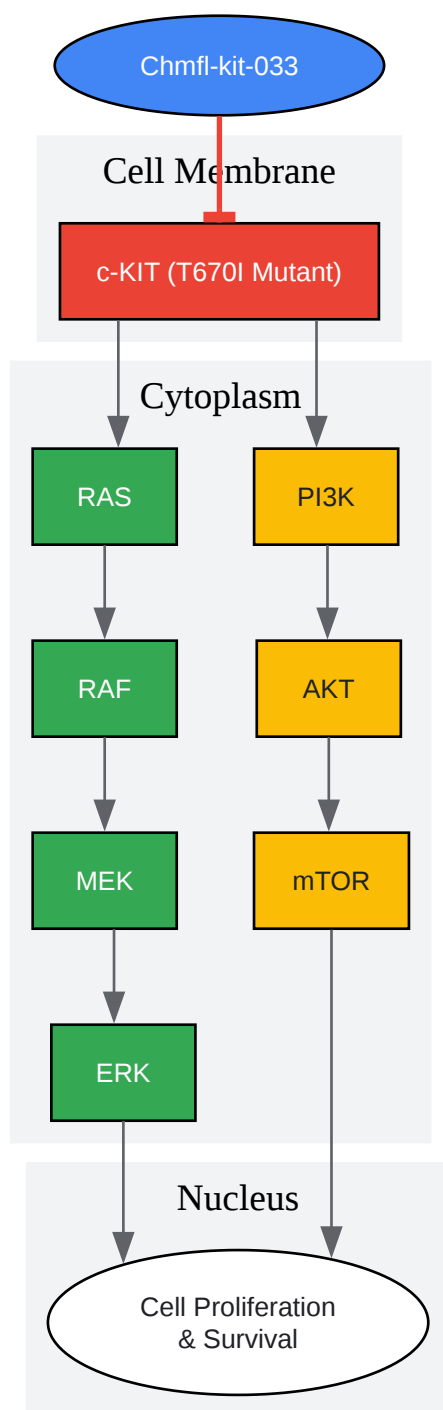 Chmfl-kit-033
Cell Membrane
c-KIT (T670I Mutant)
Cytoplasm
RAS
PI3K
RAF
AKT
MEK
mTOR
ERK
Nucleus
Cell Proliferation
& Survival